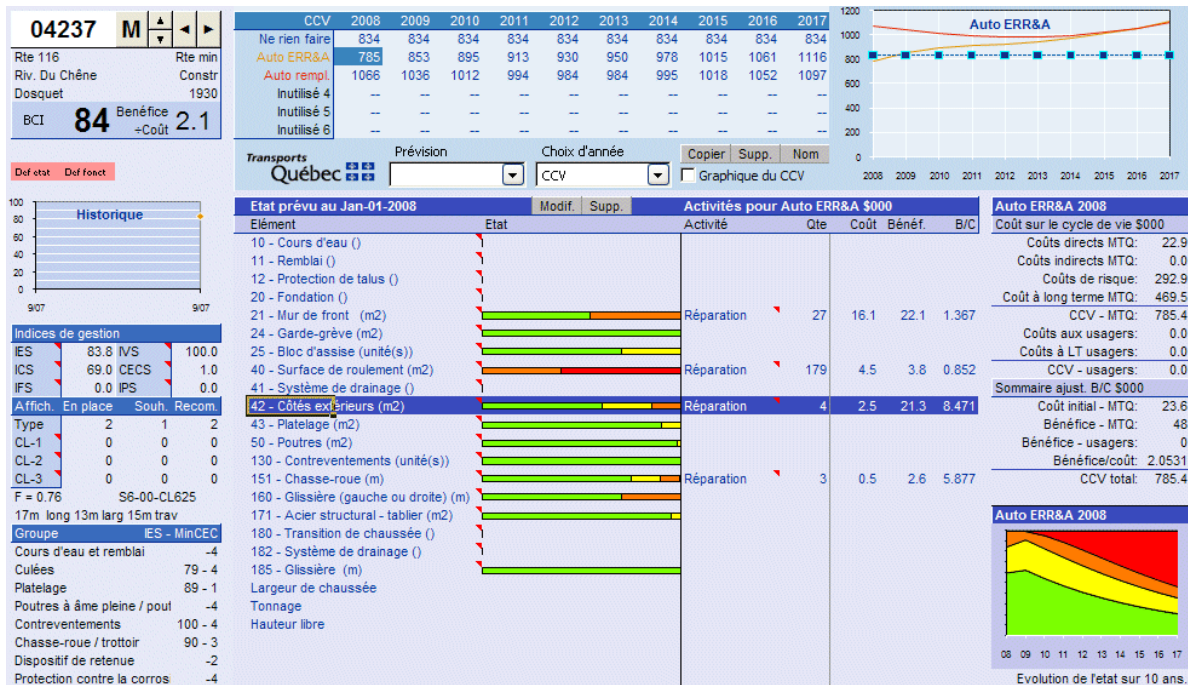 04237 M
Rte 116 Rte min
Riv. Du Chêne Constr
Dosquet 1930
BCI 84 Benéfice ÷Coût 2.1
Def etat Def fonct
CCV 2008 2009 2010 2011 2012 2013 2014 2015 2016 2017
Ne rien faire 834 834 834 834 834 834 834 834 834 834
Auto ERR&A 785 853 895 913 930 950 978 1015 1061 1116
Auto rempl. 1066 1036 1012 994 984 984 995 1018 1052 1097
Inutilisé 4 -- -- -- -- -- -- -- -- -- --
Inutilisé 5 -- -- -- -- -- -- -- -- -- --
Inutilisé 6 -- -- -- -- -- -- -- -- -- --
Transports Québec
Prévision Choix d'année Copier Supp. Nom
CCV Graphique du CCV
Auto ERR&A
1200
1000
800
600
400
200
0
2008 2009 2010 2011 2012 2013 2014 2015 2016 2017
Historique
100
80
60
40
20
0
9/07 9/07
Indices de gestion
IES 83.8 IVS 100.0
ICS 69.0 CECS 1.0
IFS 0.0 IPS 0.0
Affich. En place Souh. Recom.
Type 2 1 2
CL-1 0 0 0
CL-2 0 0 0
CL-3 0 0 0
F = 0.76 S6-00-CL625
17m long 13m larg 15m trav
Groupe IES - MinCEC
Cours d'eau et remblai -4
Culées 79 - 4
Platelage 89 - 1
Poutres à âme pleine / pout -4
Contreventements 100 - 4
Chasse-roue / trottoir 90 - 3
Dispositif de retenue -2
Protection contre la corros -4
Etat prévu au Jan-01-2008 Modif. Supp. Activités pour Auto ERR&A $000
Elément Etat Activité Qte Coût Bénéf. B/C
10 - Cours d'eau ()
11 - Remblai ()
12 - Protection de talus ()
20 - Fondation ()
21 - Mur de front (m2) Réparation 27 16.1 22.1 1.367
24 - Garde-grève (m2)
25 - Bloc d'assise (unité(s))
40 - Surface de roulement (m2) Réparation 179 4.5 3.8 0.852
41 - Système de drainage ()
42 - Côtés extérieurs (m2) Réparation 4 2.5 21.3 8.471
43 - Platelage (m2)
50 - Poutres (m2)
130 - Contreventements (unité(s))
151 - Chasse-roue (m) Réparation 3 0.5 2.6 5.877
160 - Glissière (gauche ou droite) (m)
171 - Acier structural - tablier (m2)
180 - Transition de chaussée ()
182 - Système de drainage ()
185 - Glissière (m)
Largeur de chaussée
Tonnage
Hauteur libre
Auto ERR&A 2008
Coût sur le cycle de vie $000
Coûts directs MTQ: 22.9
Coûts indirects MTQ: 0.0
Coûts de risque: 292.9
Coût à long terme MTQ: 469.5
CCV - MTQ: 785.4
Coûts aux usagers: 0.0
Coûts à LT usagers: 0.0
CCV - usagers: 0.0
Sommaire ajust. B/C $000
Coût initial - MTQ: 23.6
Bénéfice - MTQ: 48
Bénéfice - usagers: 0
Bénéfice/coût: 2.0531
CCV total: 785.4
Auto ERR&A 2008
08 09 10 11 12 13 14 15 16 17
Evolution de l'etat sur 10 ans.